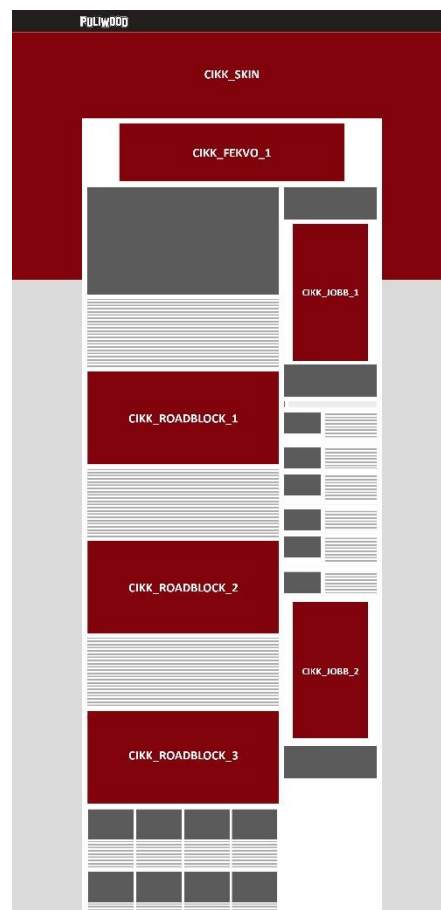 PULIWOOD
CIKK_SKIN
CIKK_FEKVO_1
CIKK_JOBB_1
CIKK_ROADBLOCK_1
CIKK_ROADBLOCK_2
CIKK_JOBB_2
CIKK_ROADBLOCK_3